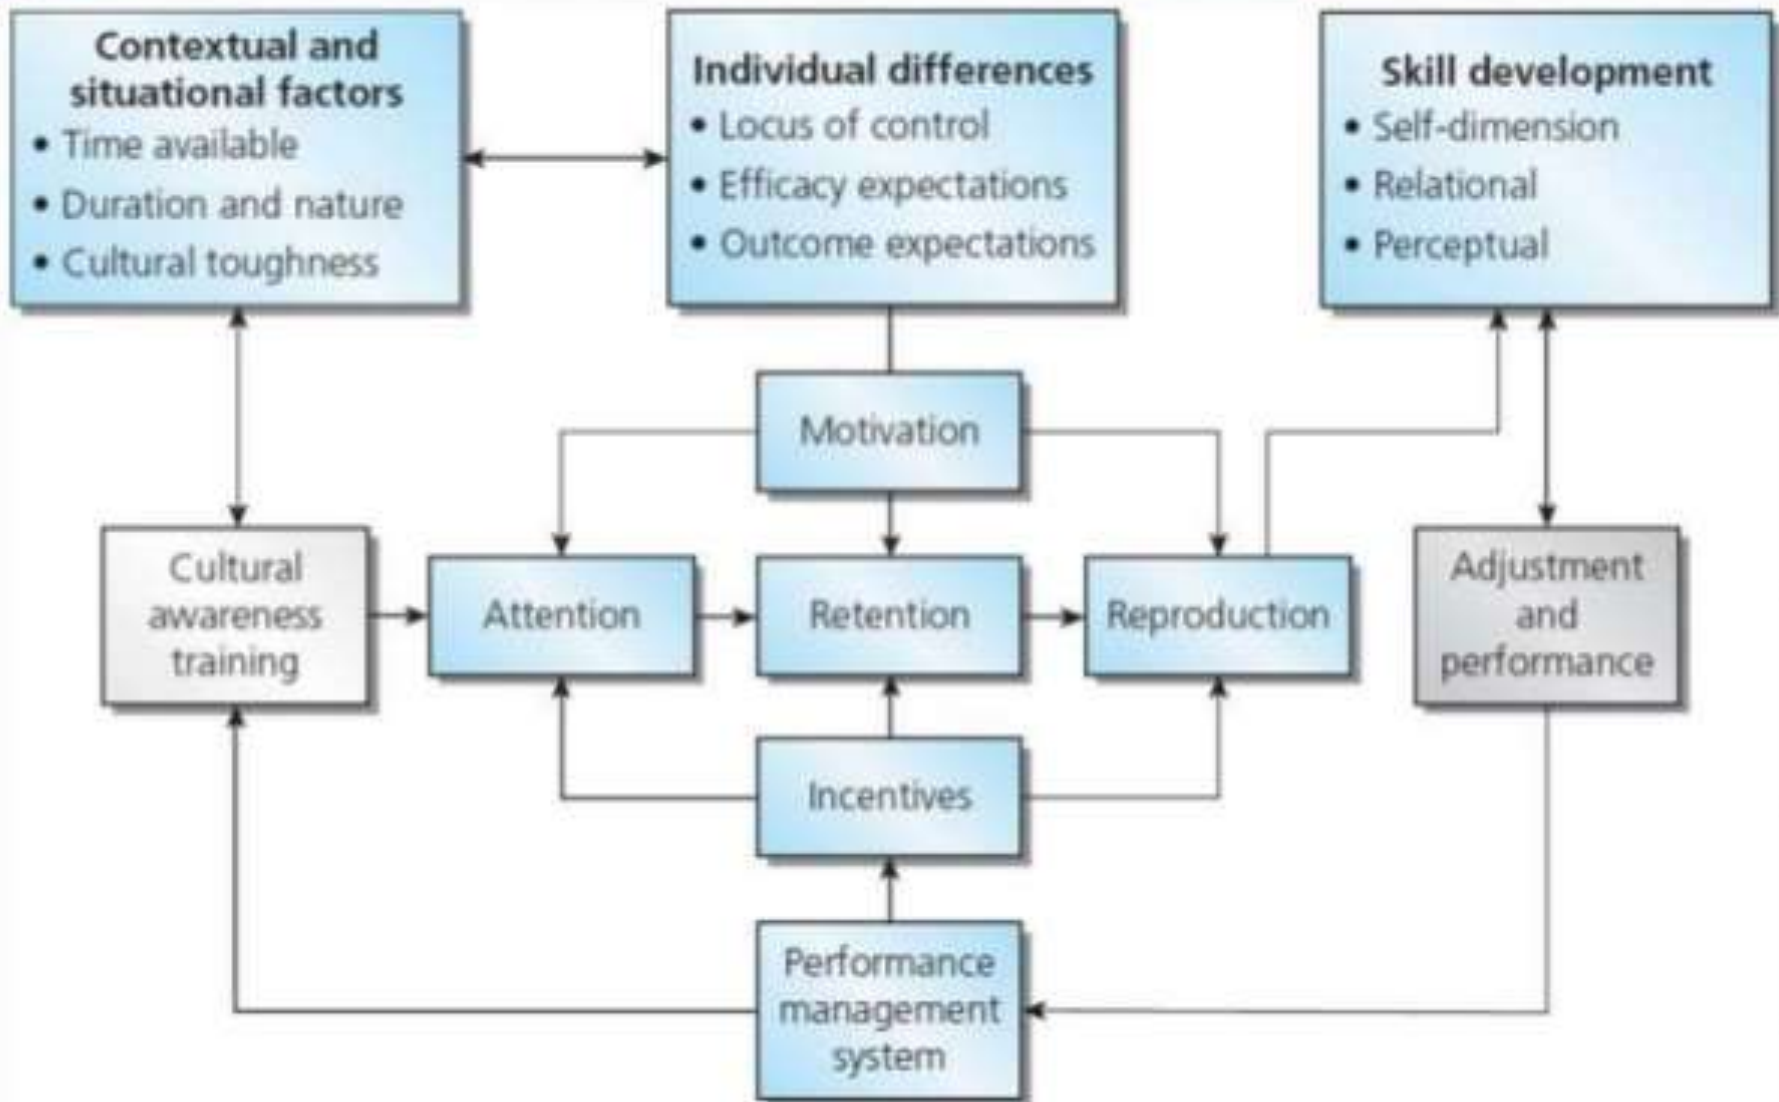 Contextual and
situational factors
• Time available
• Duration and nature
• Cultural toughness
Individual differences
• Locus of control
• Efficacy expectations
• Outcome expectations
Skill development
• Self-dimension
• Relational
• Perceptual
Motivation
Cultural
awareness
training
Attention
Retention
Reproduction
Adjustment
and
performance
Incentives
Performance
management
system